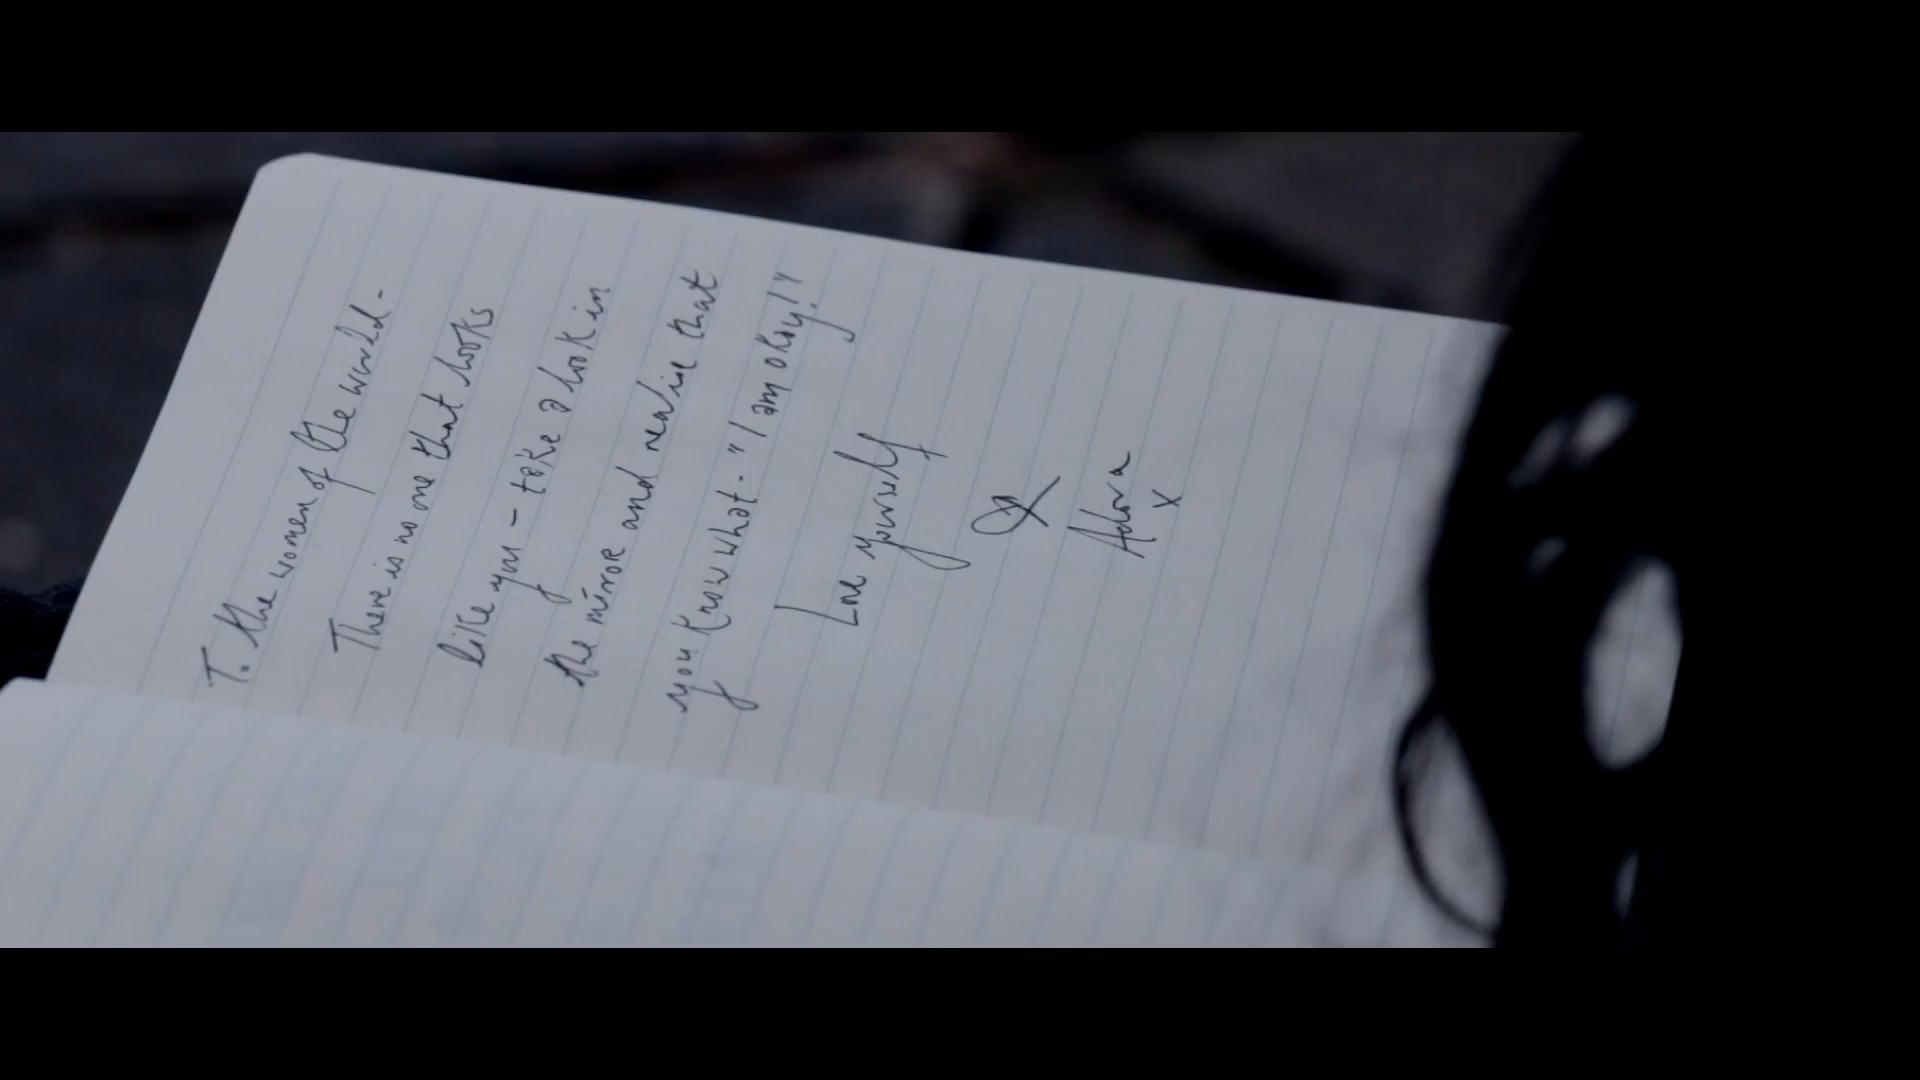 To the women of the world -
There is no one that looks
like you - take a look in
the mirror and realise that
you know what - "I am okay!"
Love yourself
Adora
x